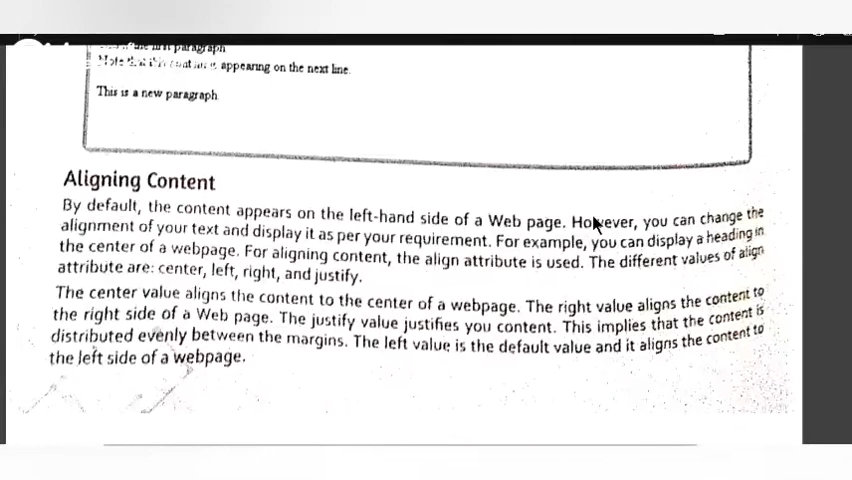 the first paragraph
Note that appearing on the next line.
This is a new paragraph.
Aligning Content
By default, the content appears on the left-hand side of a Web page. However, you can change the
alignment of your text and display it as per your requirement. For example, you can display a heading in
the center of a webpage. For aligning content, the align attribute is used. The different values of align
attribute are: center, left, right, and justify.
The center value aligns the content to the center of a webpage. The right value aligns the content to
the right side of a Web page. The justify value justifies you content. This implies that the content is
distributed evenly between the margins. The left value is the default value and it aligns the content to
the left side of a webpage.